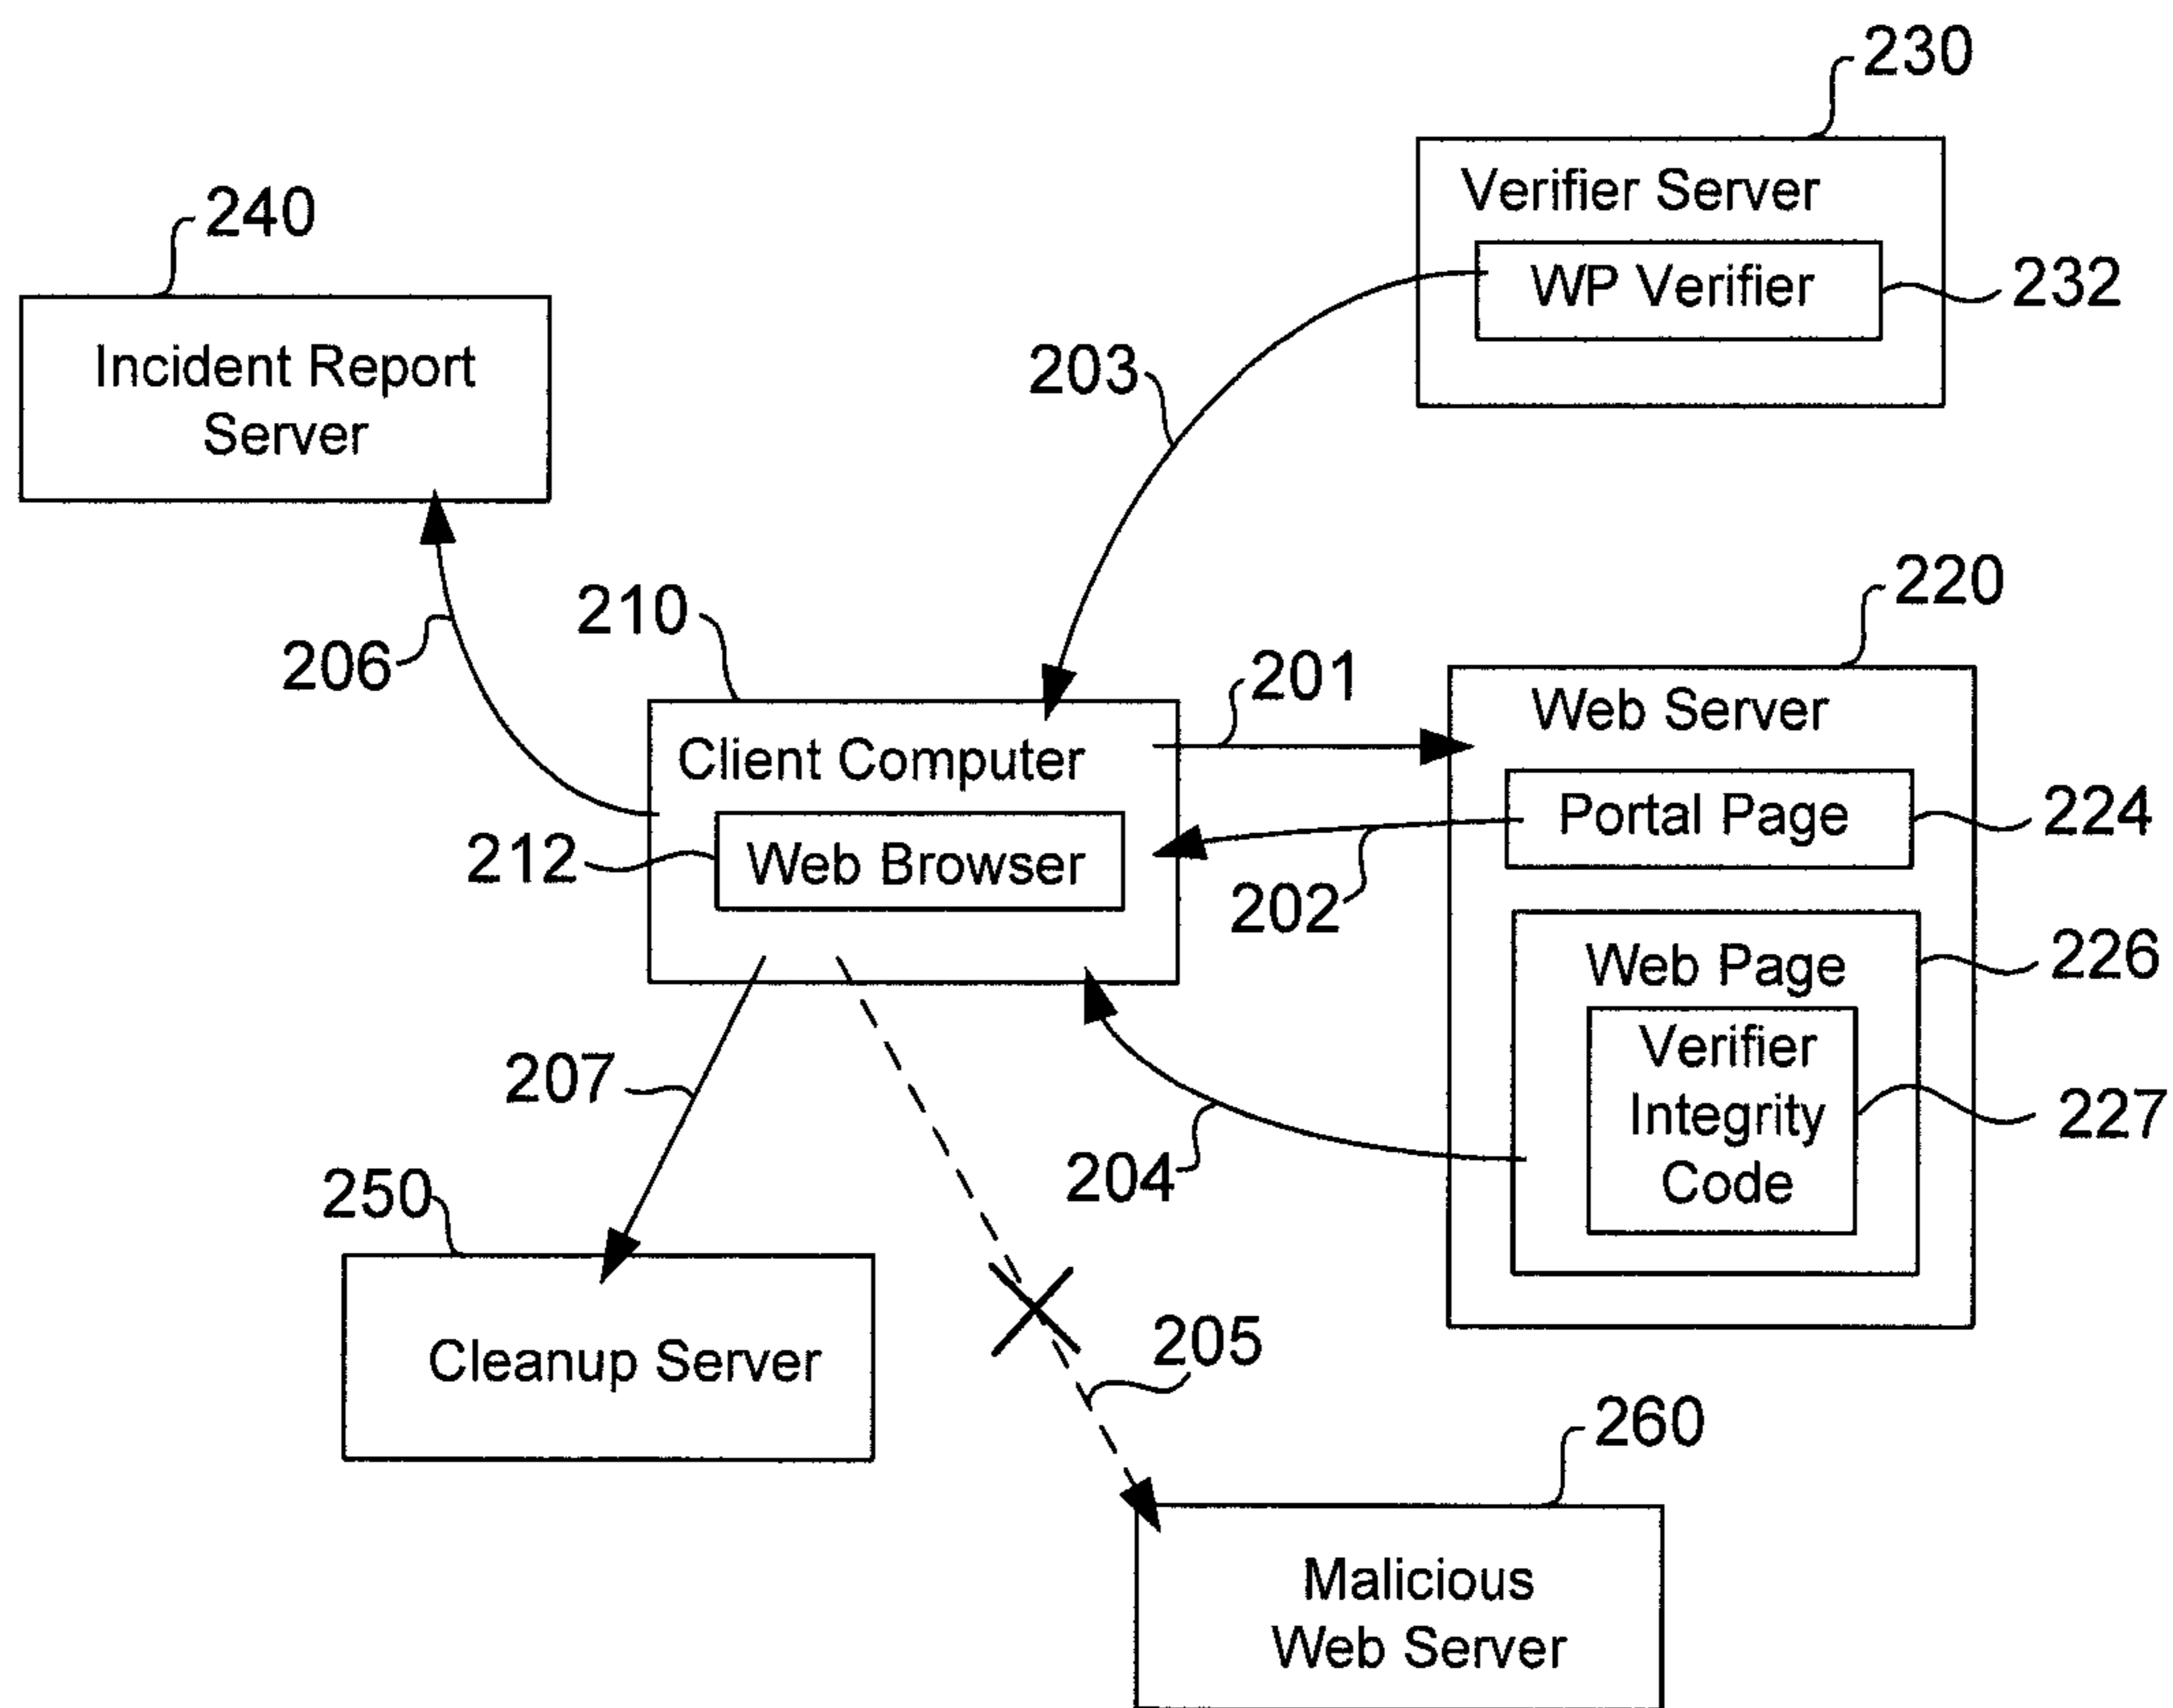 230
Verifier Server
WP Verifier
232
240
Incident Report
Server
203
206
210
Client Computer
212
Web Browser
201
202
220
Web Server
Portal Page
224
Web Page
226
Verifier
Integrity
Code
227
204
207
250
Cleanup Server
205
260
Malicious
Web Server